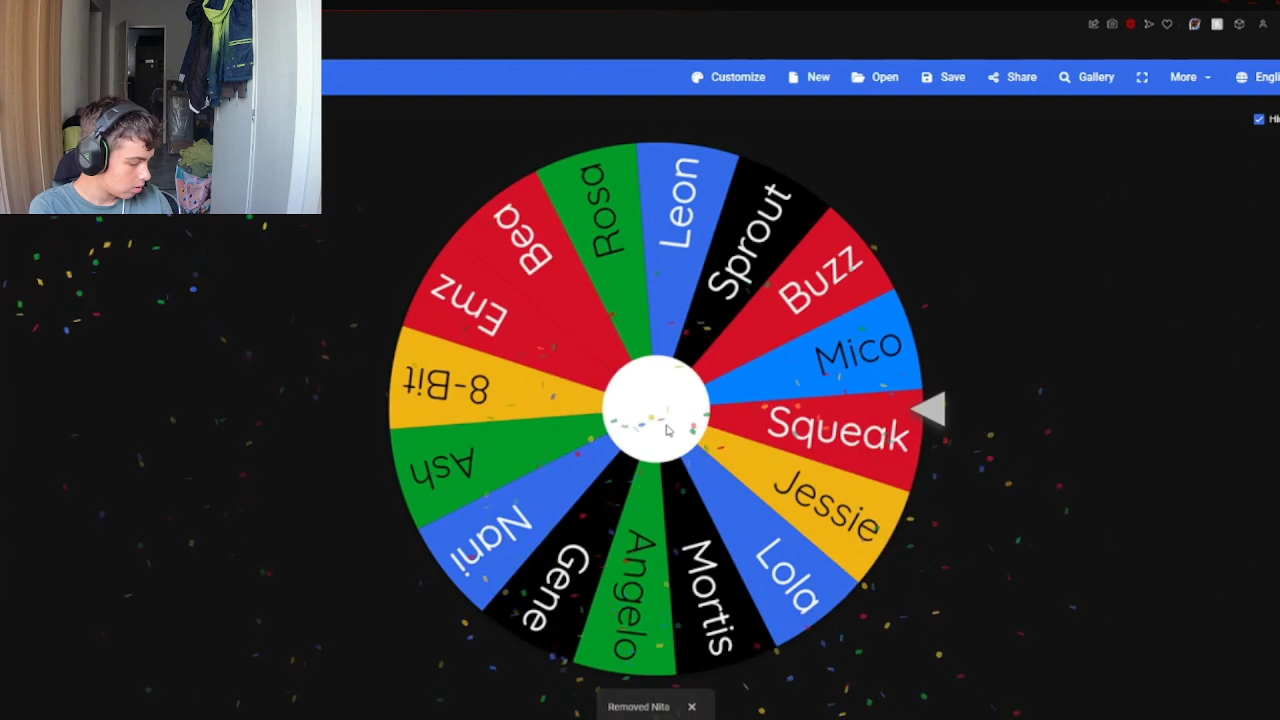 Customize New Open Save Share Gallery More Engli
Hi
Leon
Sprout
Buzz
Mico
Squeak
Jessie
Lola
Mortis
Angelo
Gene
Nani
Ash
8-Bit
Emz
Bea
Rosa
Removed Nita ×